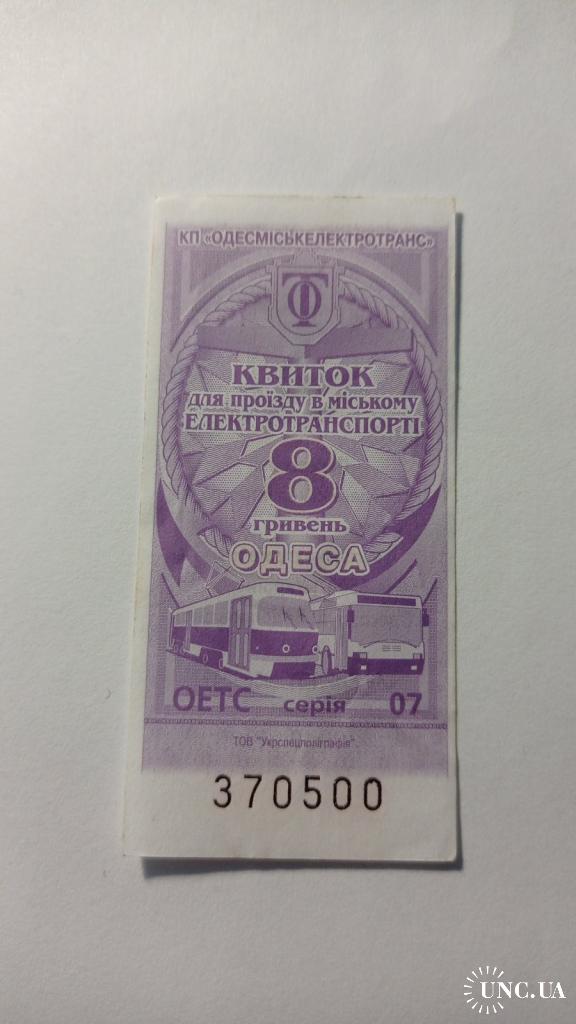 КП «ОДЕСМІСЬКЕЛЕКТРОТРАНС»
КВИТОК
для проїзду в міському
ЕЛЕКТРОТРАНСПОРТІ
8
гривень
ОДЕСА
ОЕТС серія 07
ТОВ "Укрспецполіграфія"
370500
UNC.UA